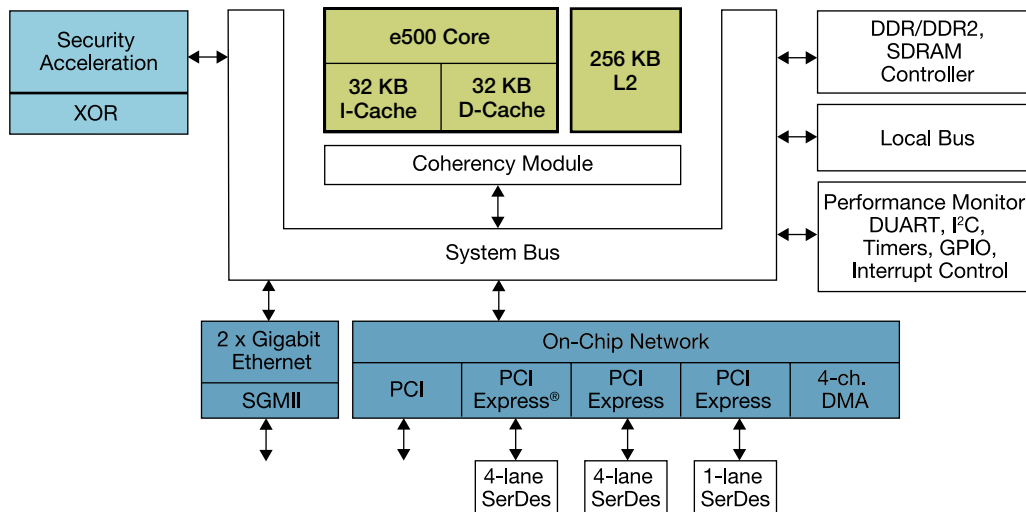 Security
Acceleration
XOR
e500 Core
32 KB
I-Cache
32 KB
D-Cache
256 KB
L2
Coherency Module
System Bus
DDR/DDR2,
SDRAM
Controller
Local Bus
Performance Monitor
DUART, I²C,
Timers, GPIO,
Interrupt Control
2 x Gigabit
Ethernet
SGMII
On-Chip Network
PCI
PCI
Express®
PCI
Express
PCI
Express
4-ch.
DMA
4-lane
SerDes
4-lane
SerDes
1-lane
SerDes